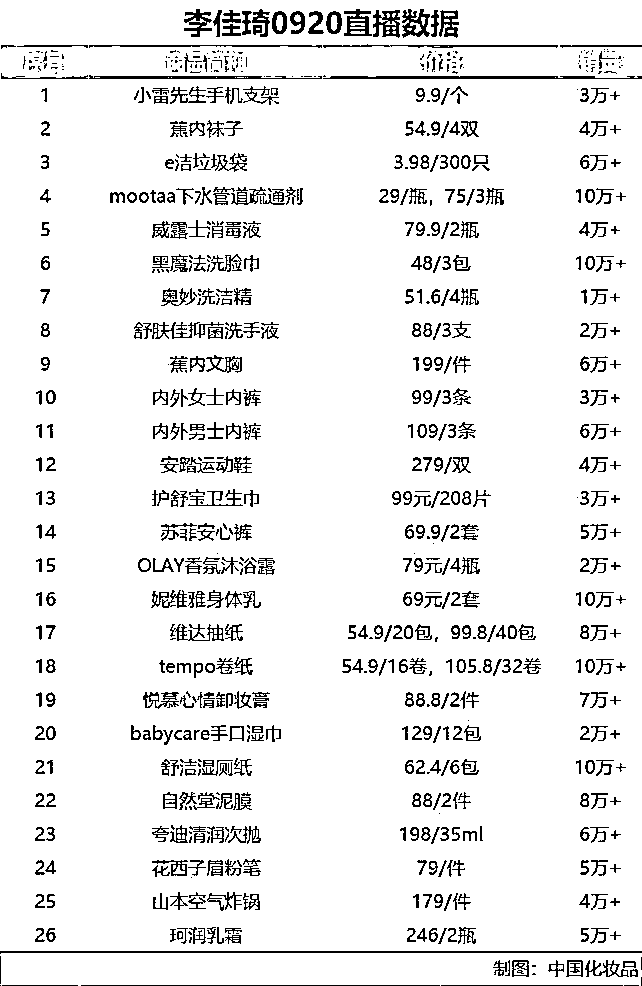 李佳琦0920直播数据
序号 商品简称 价格 销量
1 小雷先生手机支架 9.9/个 3万+
2 蕉内袜子 54.9/4双 4万+
3 e洁垃圾袋 3.98/300只 6万+
4 mootaa下水管道疏通剂 29/瓶，75/3瓶 10万+
5 威露士消毒液 79.9/2瓶 4万+
6 黑魔法洗脸巾 48/3包 10万+
7 奥妙洗洁精 51.6/4瓶 1万+
8 舒肤佳抑菌洗手液 88/3支 2万+
9 蕉内文胸 199/件 6万+
10 内外女士内裤 99/3条 3万+
11 内外男士内裤 109/3条 6万+
12 安踏运动鞋 279/双 4万+
13 护舒宝卫生巾 99元/208片 3万+
14 苏菲安心裤 69.9/2套 5万+
15 OLAY香氛沐浴露 79元/4瓶 2万+
16 妮维雅身体乳 69元/2套 10万+
17 维达抽纸 54.9/20包，99.8/40包 8万+
18 tempo卷纸 54.9/16卷，105.8/32卷 10万+
19 悦慕心情卸妆膏 88.8/2件 7万+
20 babycare手口湿巾 129/12包 2万+
21 舒洁湿厕纸 62.4/6包 10万+
22 自然堂泥膜 88/2件 8万+
23 夸迪清润次抛 198/35ml 6万+
24 花西子眉粉笔 79/件 5万+
25 山本空气炸锅 179/件 4万+
26 珂润乳霜 246/2瓶 5万+
制图：中国化妆品